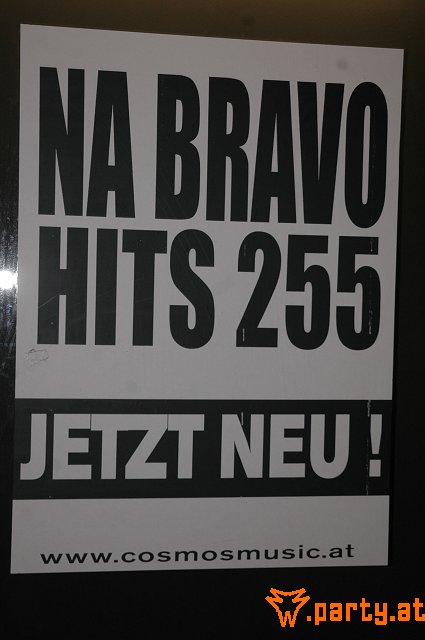 NA BRAVO
HITS 255
JETZT NEU !
www.cosmosmusic.at
.party.at